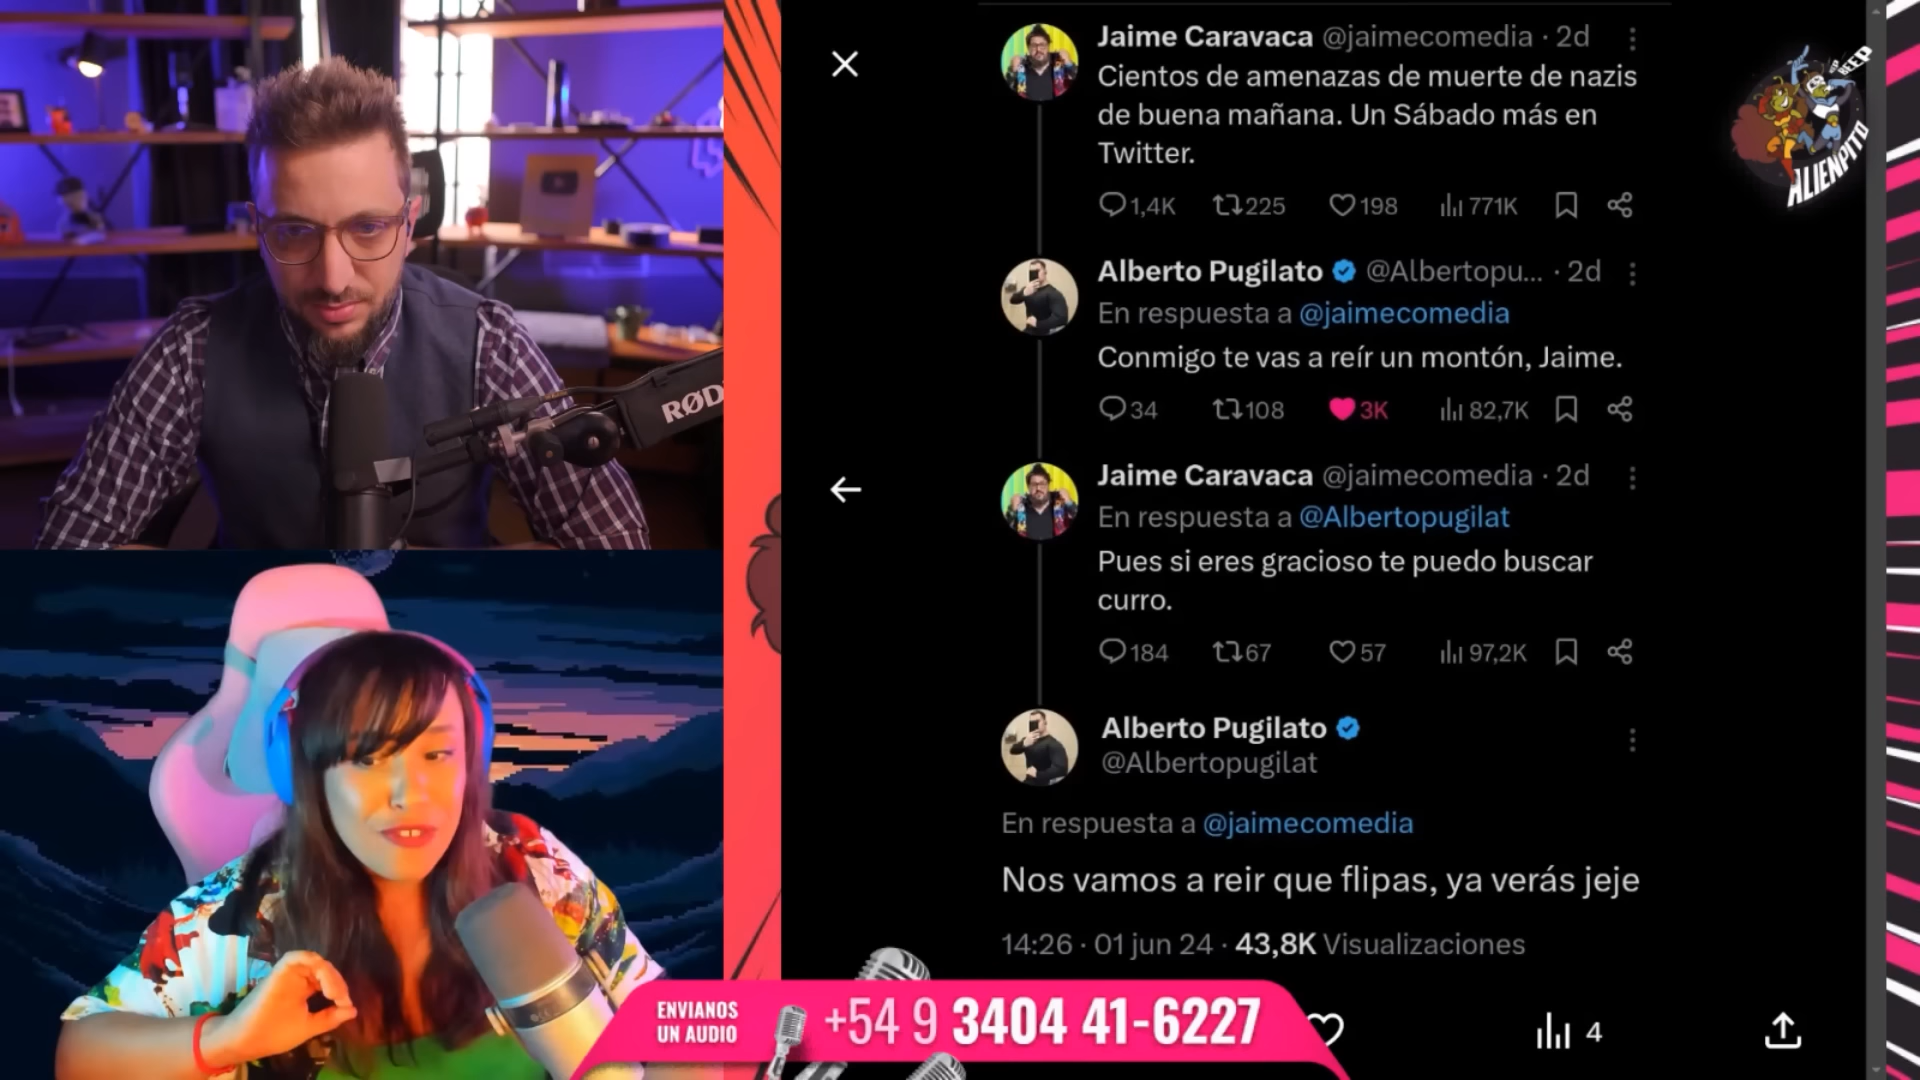 Jaime Caravaca @jaimecomedia · 2d
Cientos de amenazas de muerte de nazis
de buena mañana. Un Sábado más en
Twitter.
1,4K 225 198 771K
Alberto Pugilato @Albertopu... · 2d
En respuesta a @jaimecomedia
Conmigo te vas a reír un montón, Jaime.
34 108 3K 82,7K
Jaime Caravaca @jaimecomedia · 2d
En respuesta a @Albertopugilat
Pues si eres gracioso te puedo buscar
curro.
184 67 57 97,2K
Alberto Pugilato
@Albertopugilat
En respuesta a @jaimecomedia
Nos vamos a reir que flipas, ya verás jeje
14:26 · 01 jun 24 · 43,8K Visualizaciones
4
BEEP BEEP
ALIENPITO
RØD
ENVIANOS
UN AUDIO
+54 9 3404 41-6227